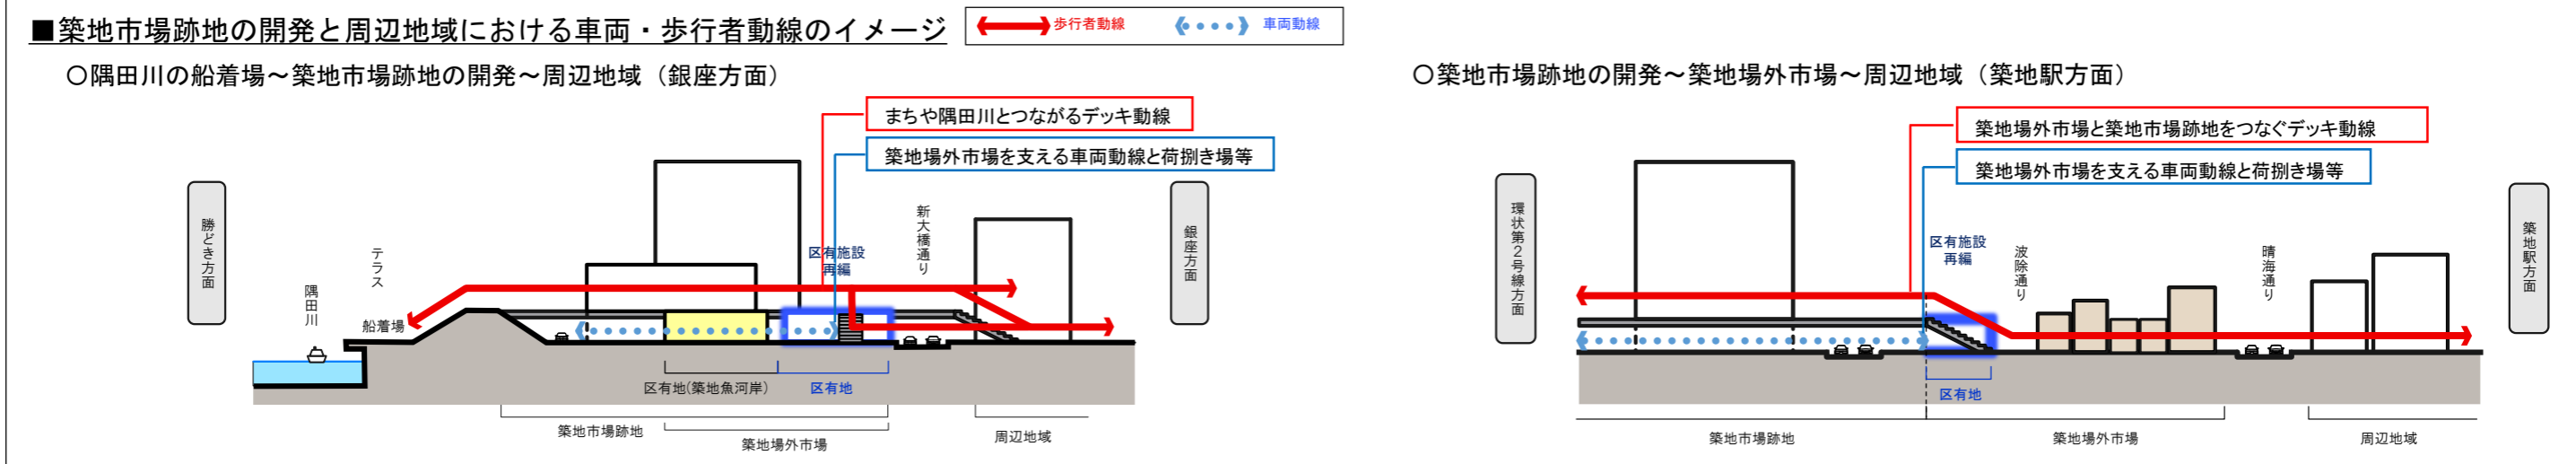 ■築地市場跡地の開発と周辺地域における車両・歩行者動線のイメージ
歩行者動線
車両動線
○隅田川の船着場～築地市場跡地の開発～周辺地域（銀座方面）
まちや隅田川とつながるデッキ動線
築地場外市場を支える車両動線と荷捌き場等
勝どき方面
隅田川
テラス
船着場
区有施設
再編
新大橋通り
銀座方面
区有地(築地魚河岸)
区有地
築地市場跡地
築地場外市場
周辺地域
○築地市場跡地の開発～築地場外市場～周辺地域（築地駅方面）
築地場外市場と築地市場跡地をつなぐデッキ動線
築地場外市場を支える車両動線と荷捌き場等
環状第2号線方面
区有施設
再編
波除通り
晴海通り
築地駅方面
区有地
築地市場跡地
築地場外市場
周辺地域